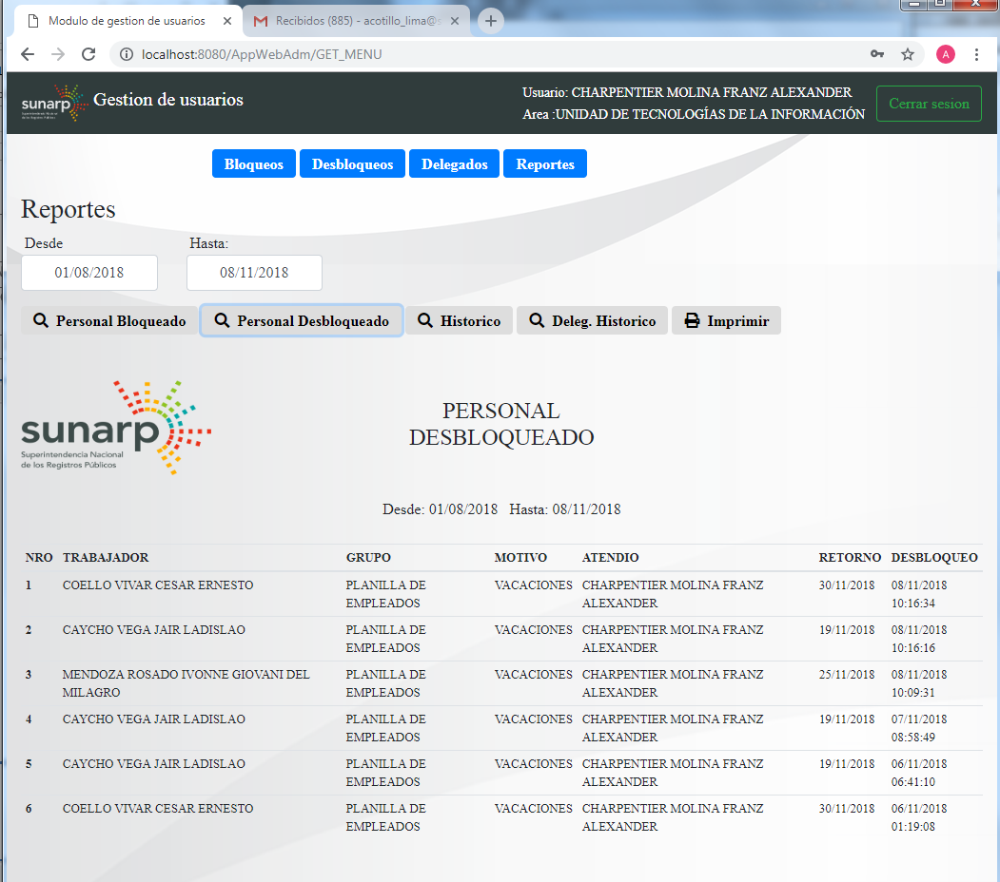 Modulo de gestion de usuarios
Recibidos (885) - acotillo_lima@s
localhost:8080/AppWebAdm/GET_MENU
A
sunarp
Gestion de usuarios
Usuario: CHARPENTIER MOLINA FRANZ ALEXANDER
Area :UNIDAD DE TECNOLOGÍAS DE LA INFORMACIÓN
Cerrar sesion
Bloqueos Desbloqueos Delegados Reportes
Reportes
Desde Hasta:
01/08/2018 08/11/2018
Personal Bloqueado Personal Desbloqueado Historico Deleg. Historico Imprimir
sunarp
Superintendencia Nacional
de los Registros Públicos
PERSONAL
DESBLOQUEADO
Desde: 01/08/2018 Hasta: 08/11/2018
NRO TRABAJADOR GRUPO MOTIVO ATENDIO RETORNO DESBLOQUEO
1 COELLO VIVAR CESAR ERNESTO PLANILLA DE VACACIONES CHARPENTIER MOLINA FRANZ 30/11/2018 08/11/2018
EMPLEADOS ALEXANDER 10:16:34
2 CAYCHO VEGA JAIR LADISLAO PLANILLA DE VACACIONES CHARPENTIER MOLINA FRANZ 19/11/2018 08/11/2018
EMPLEADOS ALEXANDER 10:16:16
3 MENDOZA ROSADO IVONNE GIOVANI DEL PLANILLA DE VACACIONES CHARPENTIER MOLINA FRANZ 25/11/2018 08/11/2018
MILAGRO EMPLEADOS ALEXANDER 10:09:31
4 CAYCHO VEGA JAIR LADISLAO PLANILLA DE VACACIONES CHARPENTIER MOLINA FRANZ 19/11/2018 07/11/2018
EMPLEADOS ALEXANDER 08:58:49
5 CAYCHO VEGA JAIR LADISLAO PLANILLA DE VACACIONES CHARPENTIER MOLINA FRANZ 19/11/2018 06/11/2018
EMPLEADOS ALEXANDER 06:41:10
6 COELLO VIVAR CESAR ERNESTO PLANILLA DE VACACIONES CHARPENTIER MOLINA FRANZ 30/11/2018 06/11/2018
EMPLEADOS ALEXANDER 01:19:08